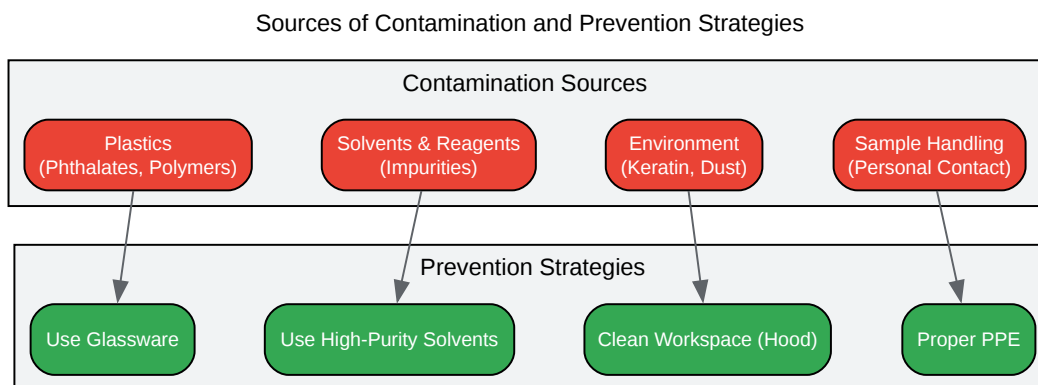 Sources of Contamination and Prevention Strategies
Contamination Sources
Plastics
(Phthalates, Polymers)
Solvents & Reagents
(Impurities)
Environment
(Keratin, Dust)
Sample Handling
(Personal Contact)
Prevention Strategies
Use Glassware
Use High-Purity Solvents
Clean Workspace (Hood)
Proper PPE